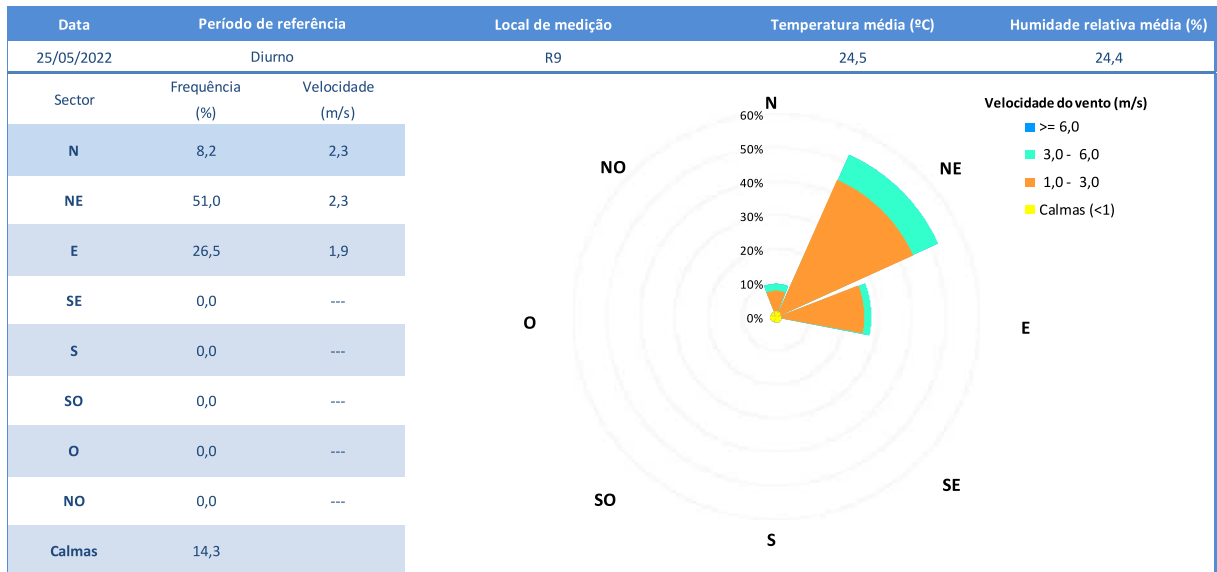 Data Período de referência Local de medição Temperatura média (ºC) Humidade relativa média (%)
25/05/2022 Diurno R9 24,5 24,4
Sector Frequência (%) Velocidade (m/s)
N 8,2 2,3
NE 51,0 2,3
E 26,5 1,9
SE 0,0 ---
S 0,0 ---
SO 0,0 ---
O 0,0 ---
NO 0,0 ---
Calmas 14,3
N
NO
NE
O
E
SO
SE
S
60%
50%
40%
30%
20%
10%
0%
Velocidade do vento (m/s)
>= 6,0
3,0 - 6,0
1,0 - 3,0
Calmas (<1)